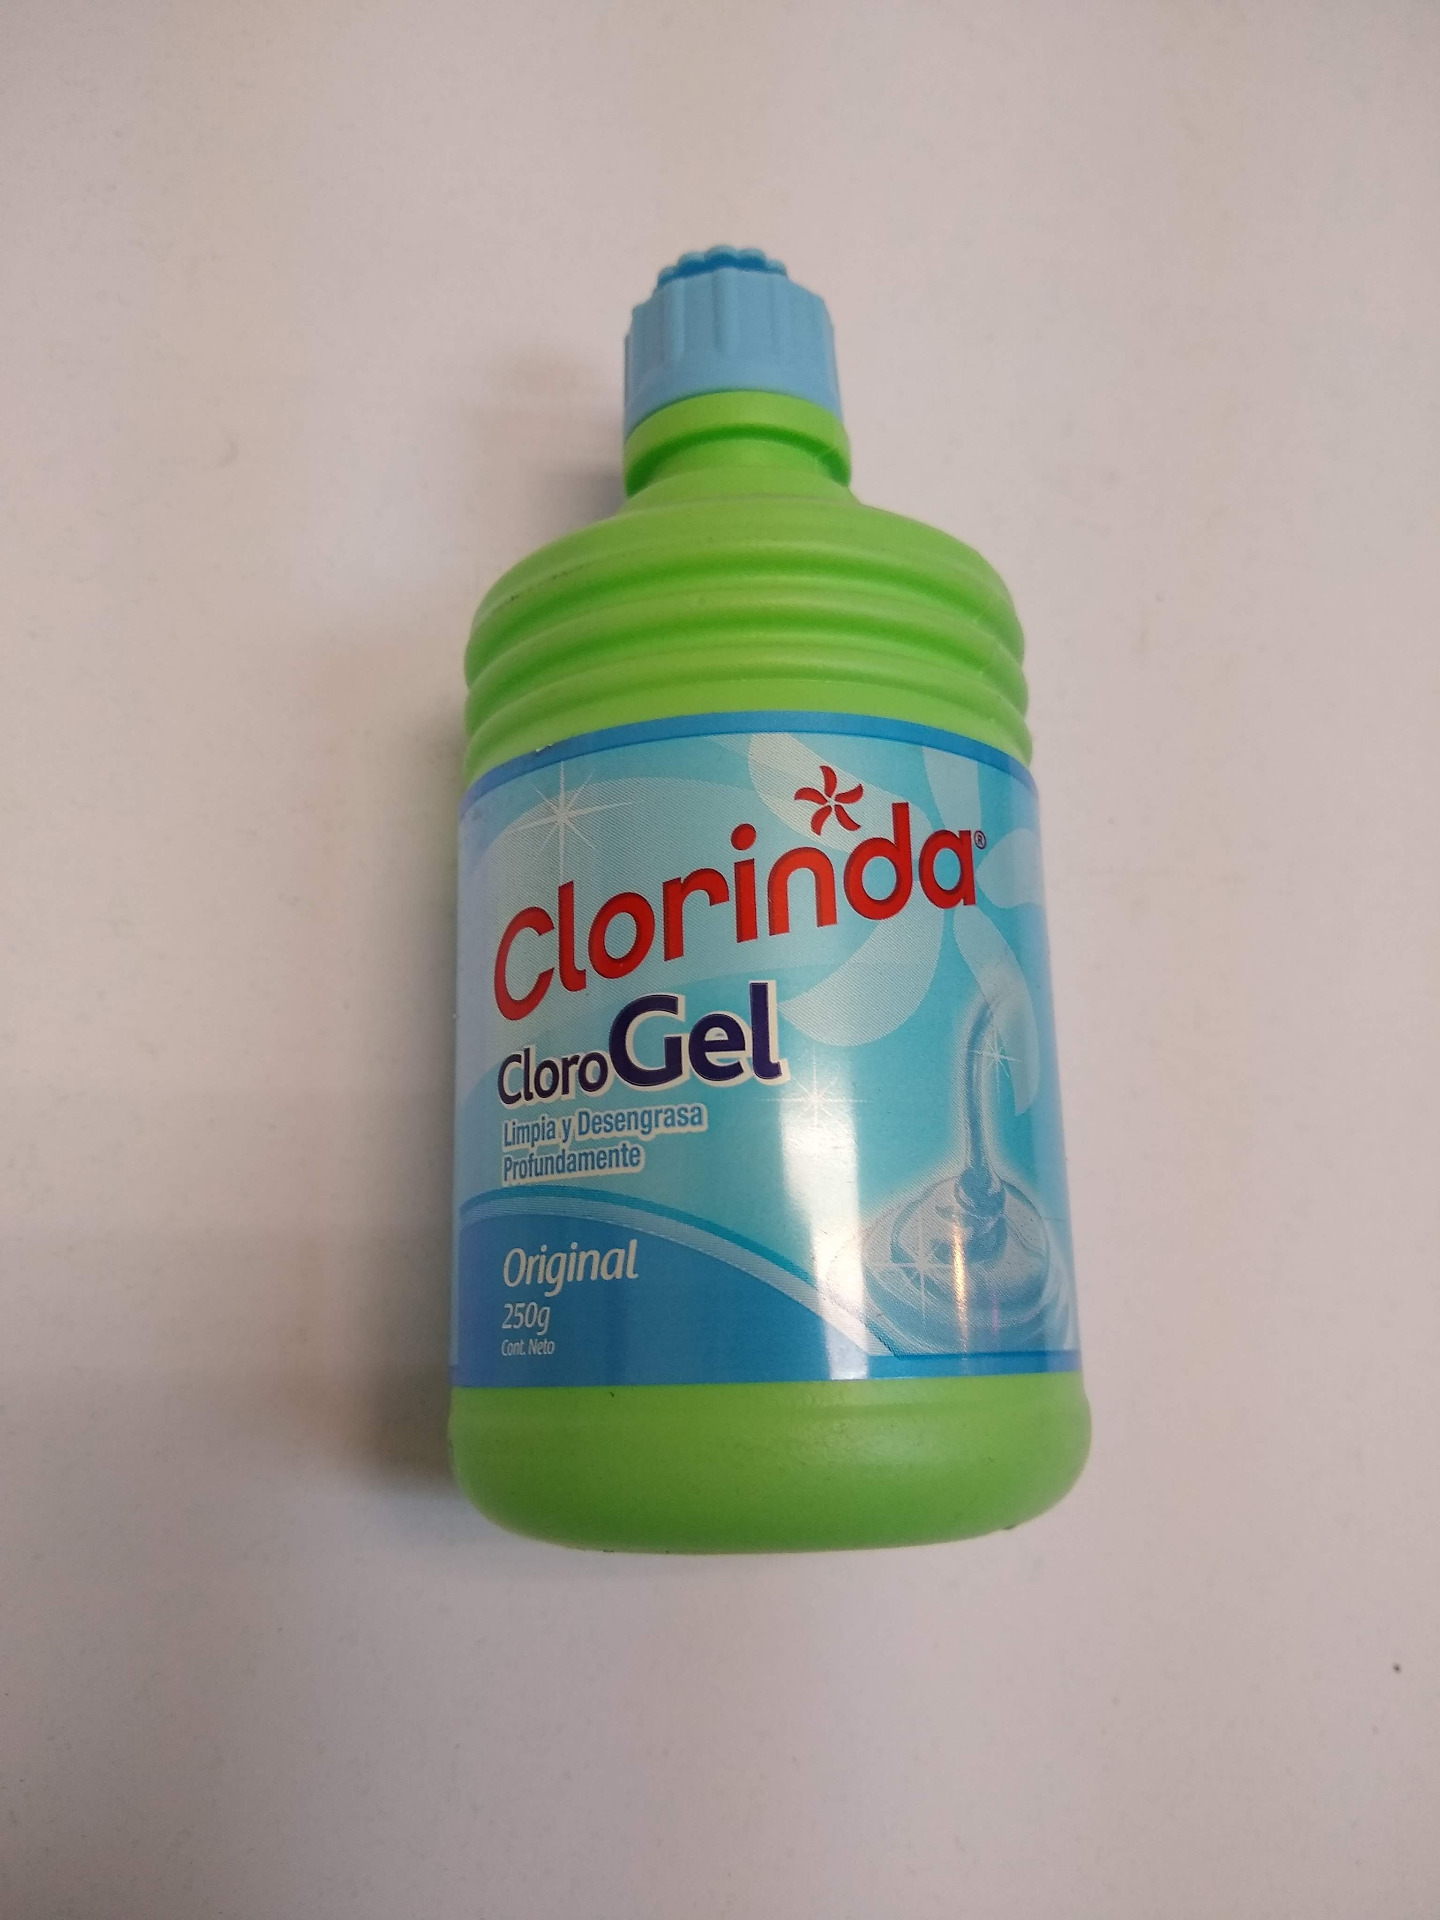 Clorinda®
CloroGel
Limpia y Desengrasa
Profundamente
Original
250g
Cont. Neto